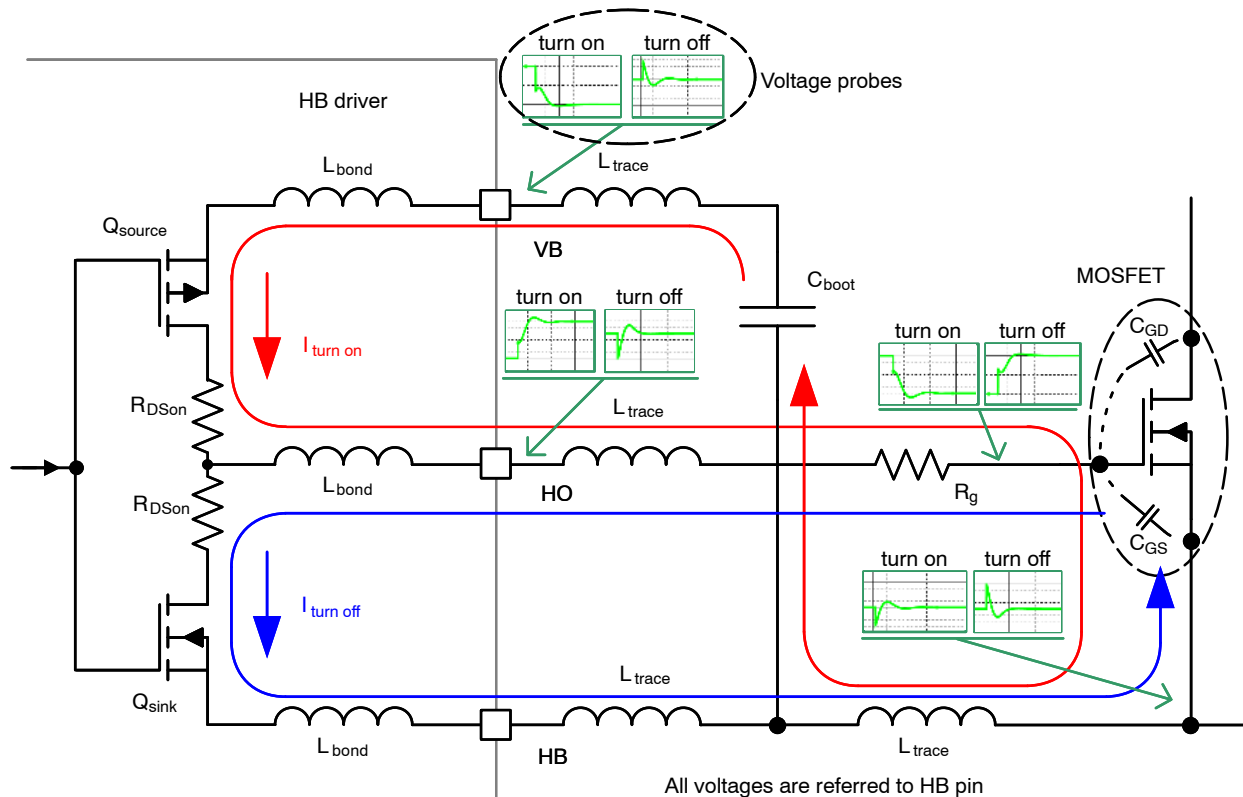 turn on turn off
Voltage probes
HB driver
L bond
L trace
Q source
VB
MOSFET
C boot
turn on turn off
C GD
turn on turn off
I turn on
R DSon
L trace
L bond
HO
R g
R DSon
C GS
turn on turn off
I turn off
L trace
Q sink
L bond
HB
L trace
All voltages are referred to HB pin